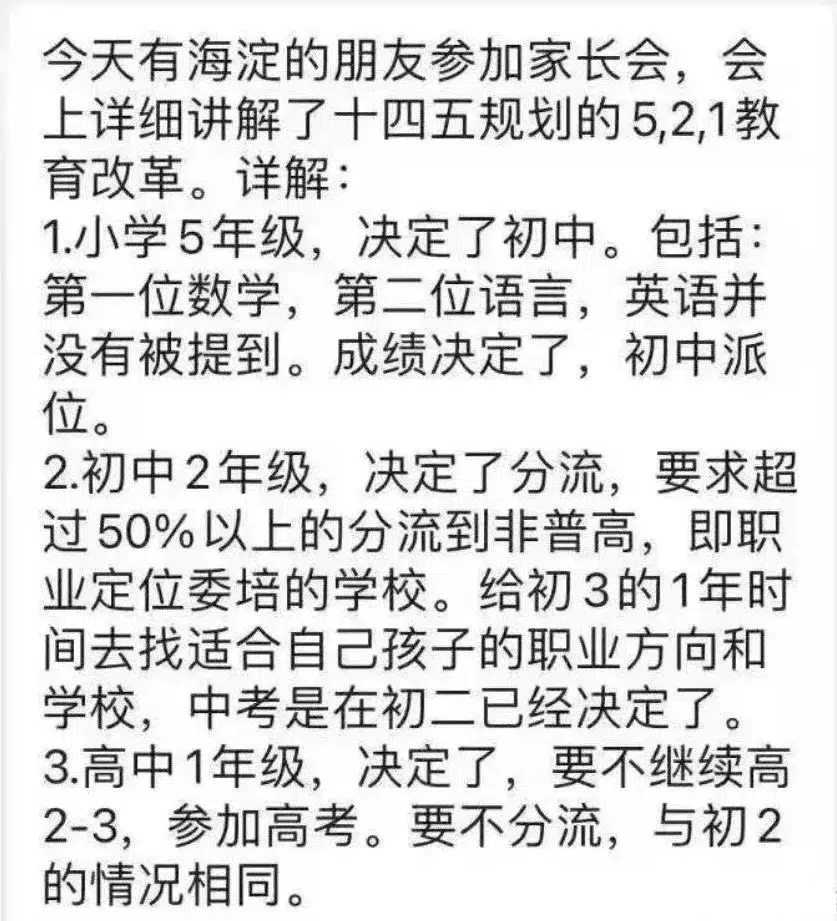 今天有海淀的朋友参加家长会，会
上详细讲解了十四五规划的5,2,1教
育改革。详解：
1.小学5年级，决定了初中。包括：
第一位数学，第二位语言，英语并
没有被提到。成绩决定了，初中派
位。
2.初中2年级，决定了分流，要求超
过50%以上的分流到非普高，即职
业定位委培的学校。给初3的1年时
间去找适合自己孩子的职业方向和
学校，中考是在初二已经决定了。
3.高中1年级，决定了，要不继续高
2-3，参加高考。要不分流，与初2
的情况相同。